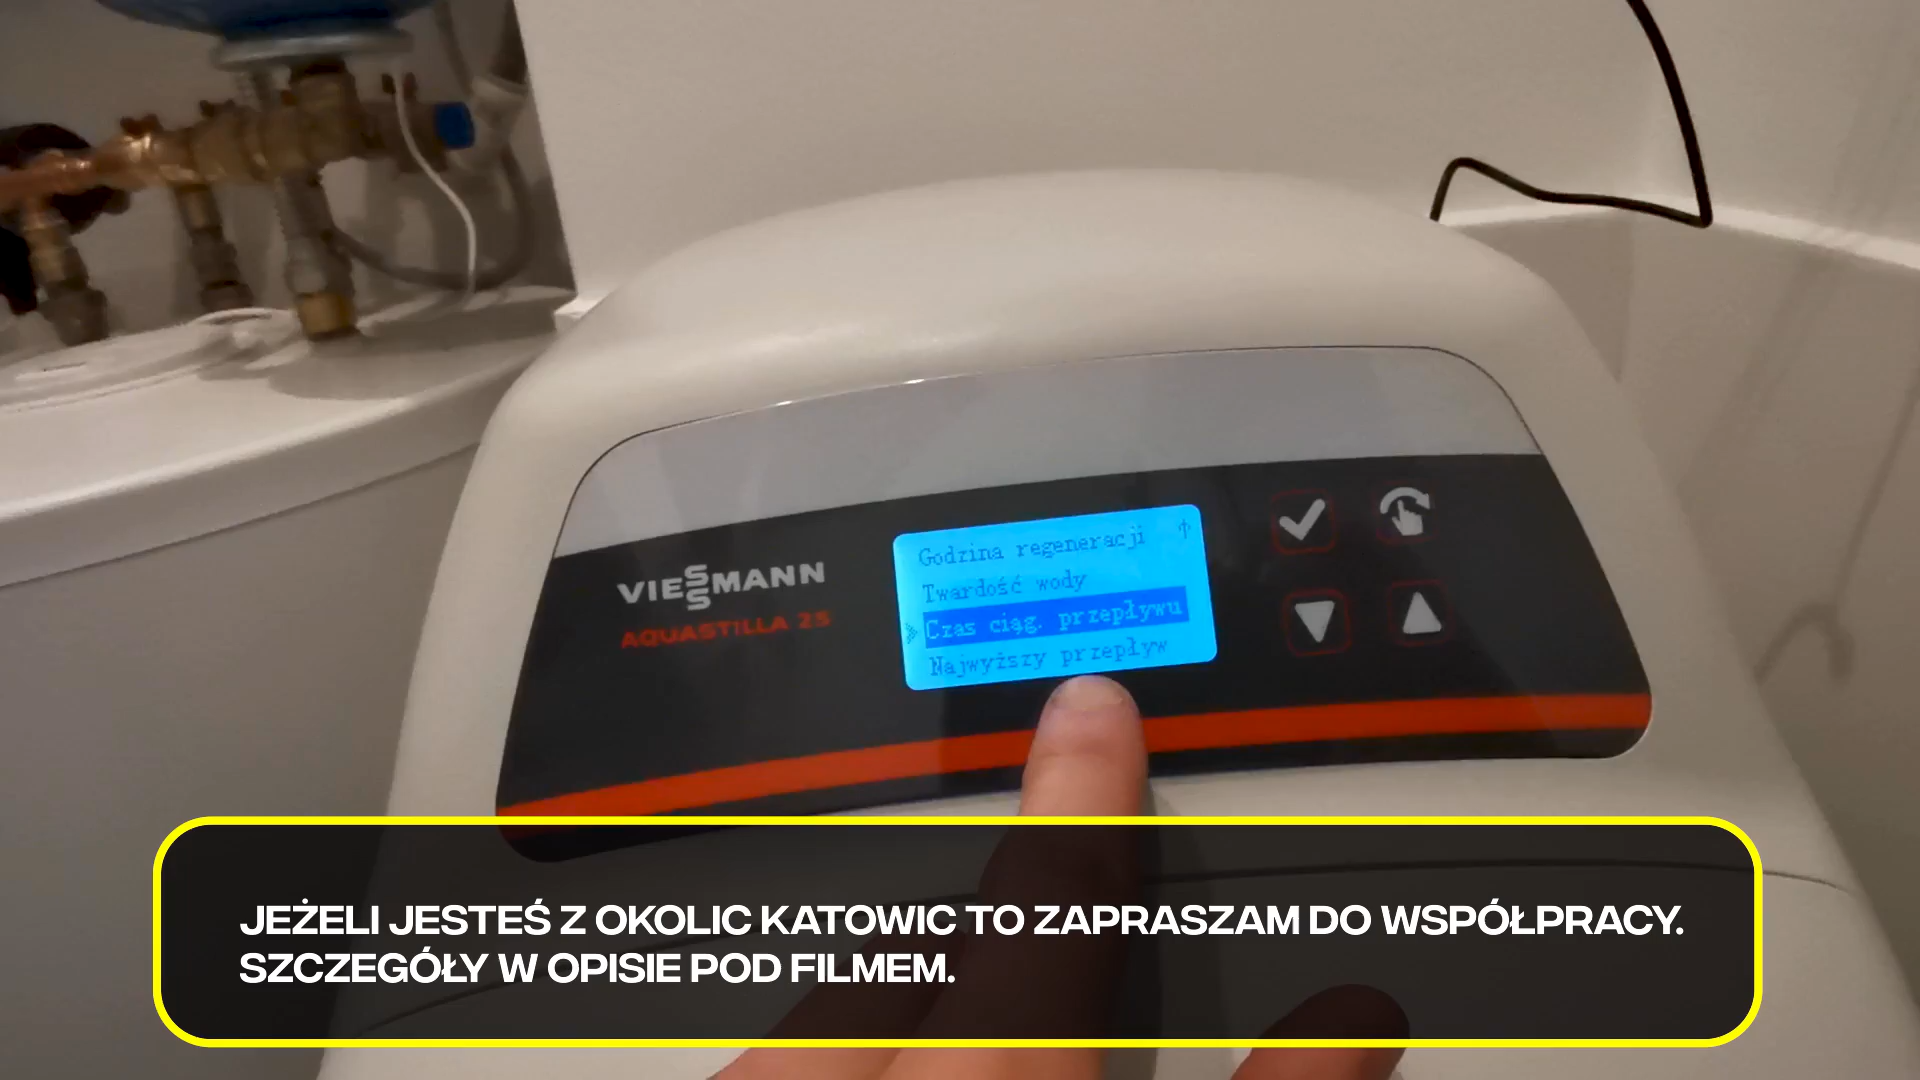 VIESSMANN
AQUASTILLA 25
Godzina regeneracji
Twardość wody
Czas ciąg. przepływu
Najwyższy przepływ
JEŻELI JESTEŚ Z OKOLIC KATOWIC TO ZAPRASZAM DO WSPÓŁPRACY.
SZCZEGÓŁY W OPISIE POD FILMEM.